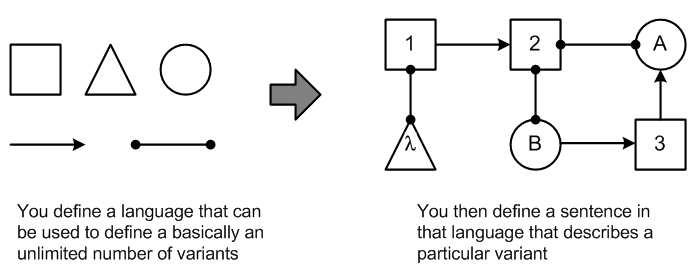 1
2
A
λ
B
3
You define a language that can
be used to define a basically an
unlimited number of variants
You then define a sentence in
that language that describes a
particular variant